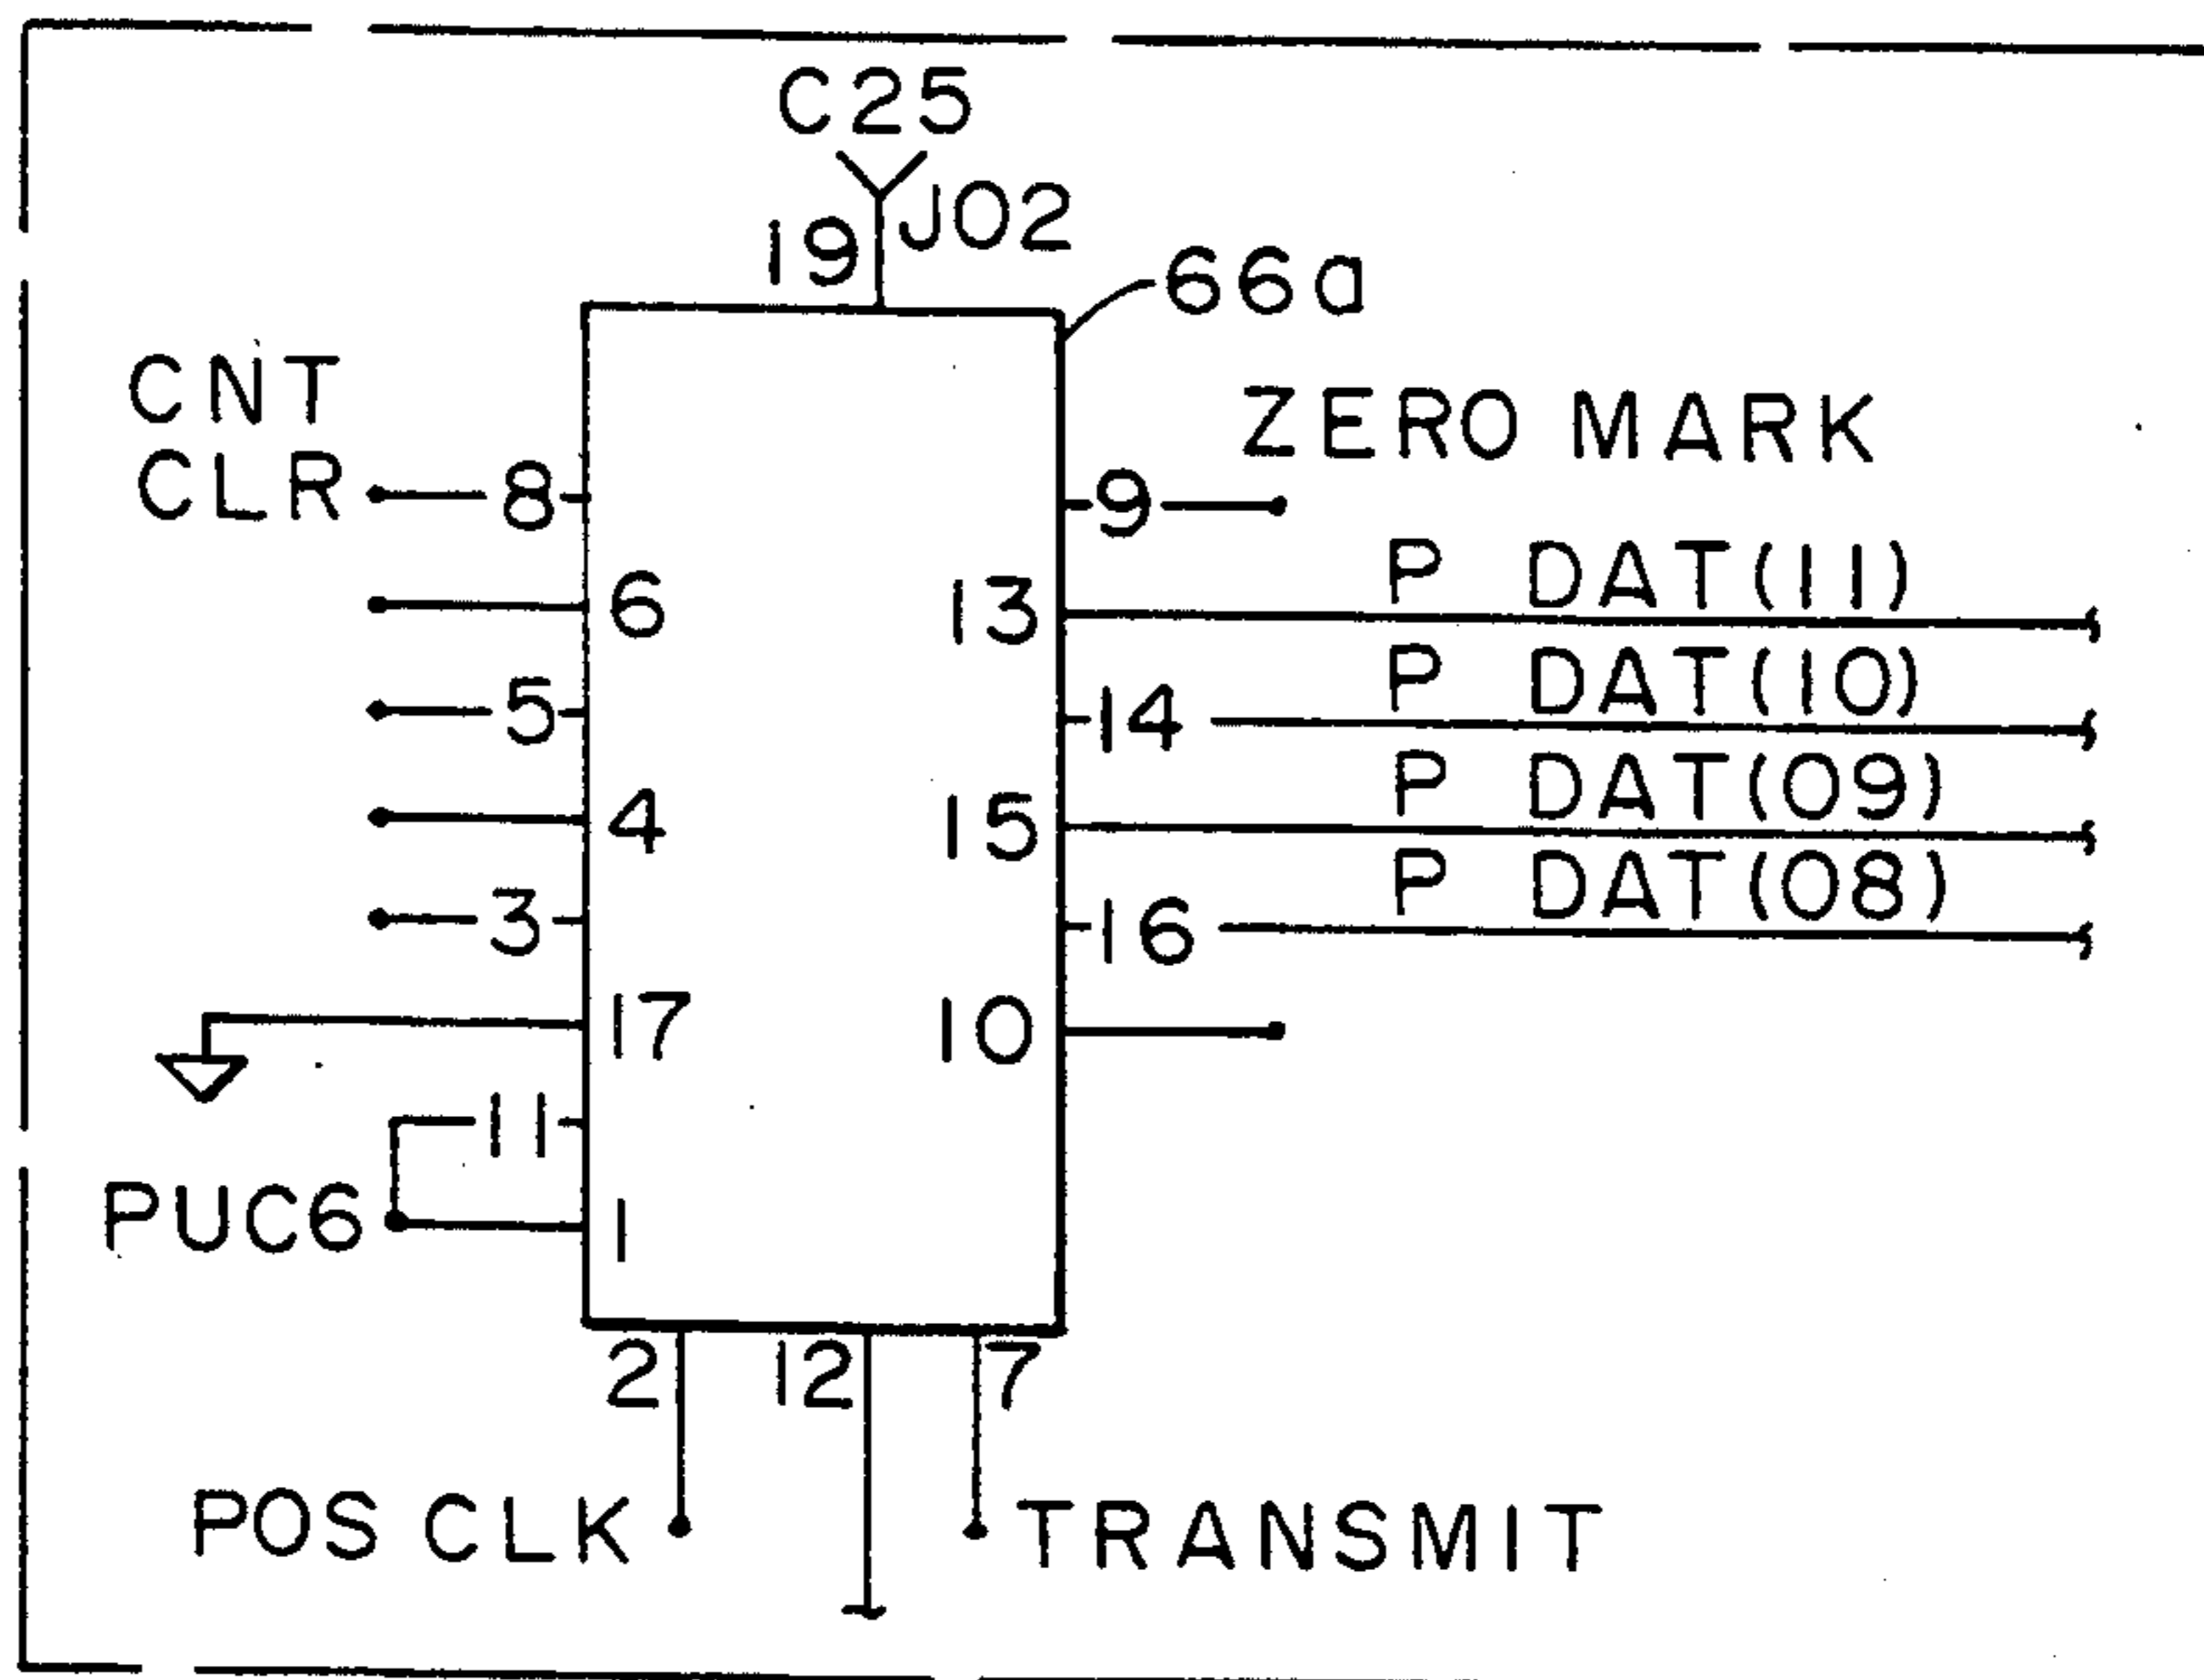 C25
19 J02
66a
CNT
CLR
8
ZERO MARK
9
6
13
P DAT(11)
5
14
P DAT(10)
4
15
P DAT(09)
3
16
P DAT(08)
17
10
11
PUC6
1
2
12
7
POS CLK
TRANSMIT